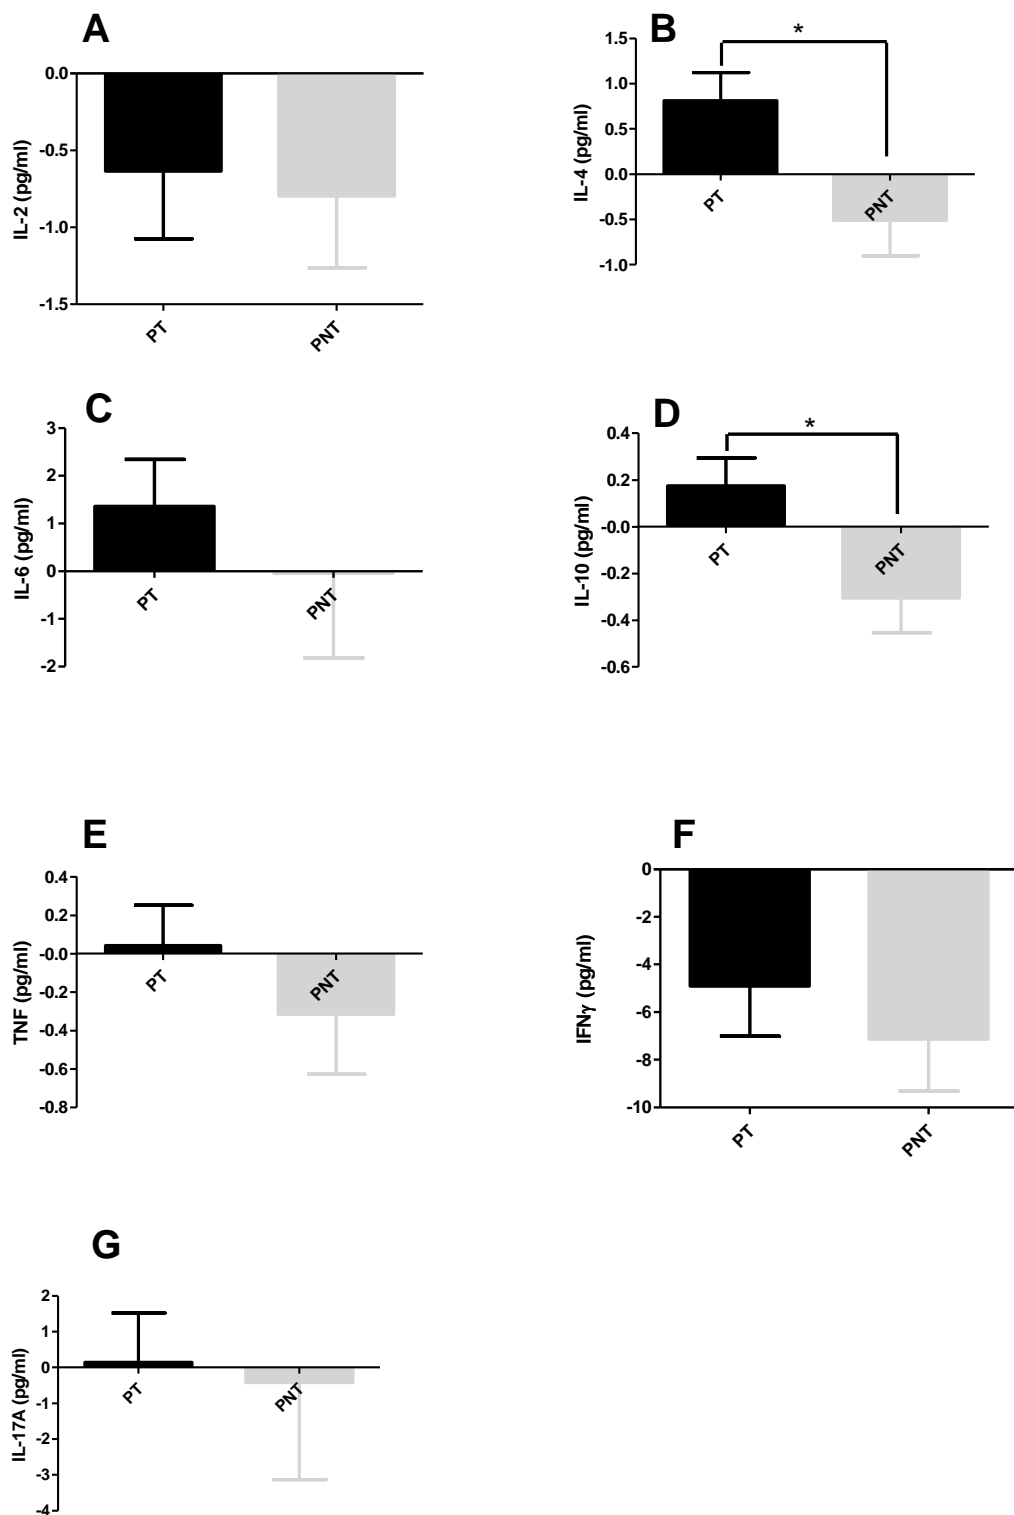 A
0.0
-0.5
-1.0
-1.5
IL-2 (pg/ml)
PT
PNT
B
*
1.5
1.0
0.5
0.0
-0.5
-1.0
IL-4 (pg/ml)
PT
PNT
C
3
2
1
0
-1
-2
IL-6 (pg/ml)
PT
PNT
D
*
0.4
0.2
-0.0
-0.2
-0.4
-0.6
IL-10 (pg/ml)
PT
PNT
E
0.4
0.2
-0.0
-0.2
-0.4
-0.6
-0.8
TNF (pg/ml)
PT
PNT
F
0
-2
-4
-6
-8
-10
IFNγ (pg/ml)
PT
PNT
G
2
1
0
-1
-2
-3
-4
IL-17A (pg/ml)
PT
PNT